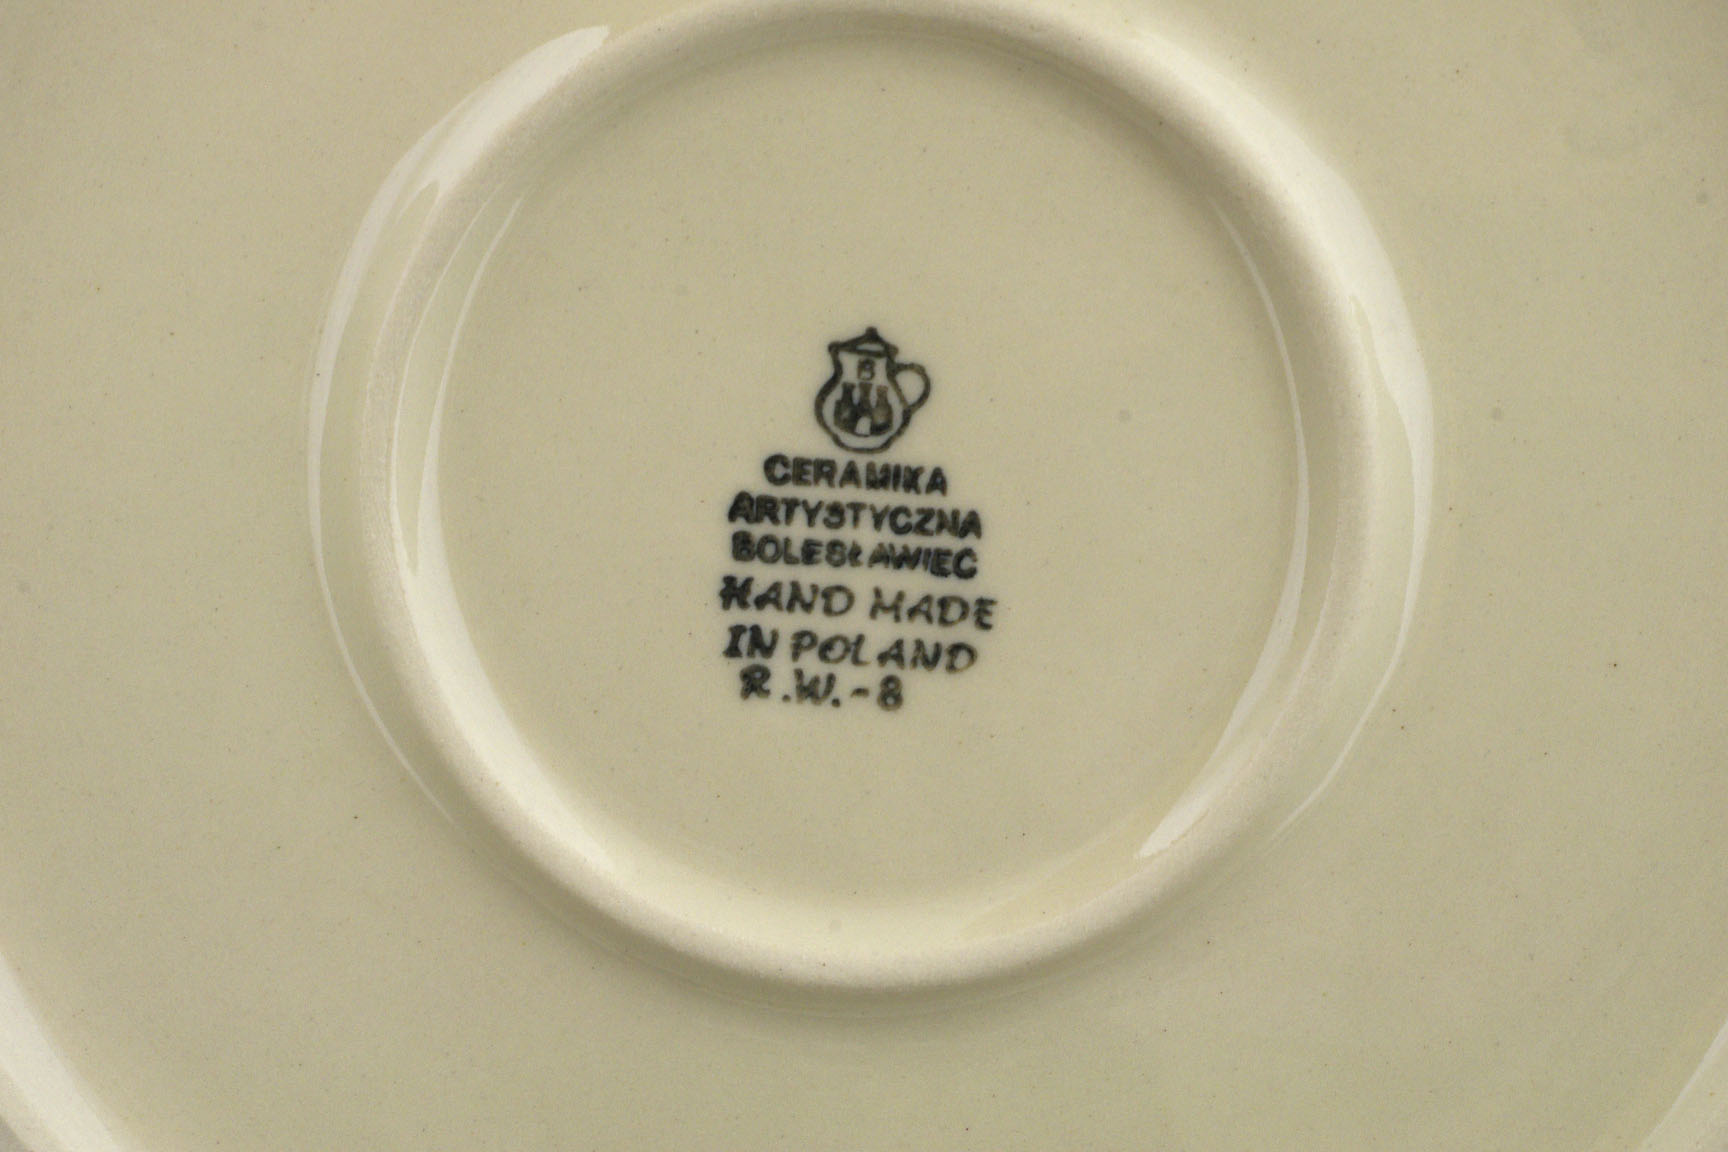 B
CERAMIKA
ARTYSTYCZNA
BOLESŁAWIEC
HAND MADE
IN POLAND
R.W.-8